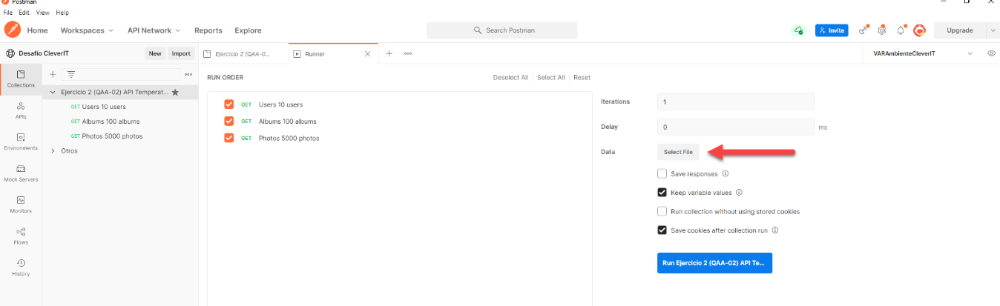 Postman
File Edit View Help
Home Workspaces API Network Reports Explore Search Postman Invite Upgrade
Desafío CleverIT New Import
Ejercicio 2 (QAA-0... Runner VARAmbienteCleverIT
Collections
APIs
Environments
Mock Servers
Monitors
Flows
History
Ejercicio 2 (QAA-02) API Temperat...
GET Users 10 users
GET Albums 100 albums
GET Photos 5000 photos
Otros
RUN ORDER Deselect All Select All Reset
GET Users 10 users
GET Albums 100 albums
GET Photos 5000 photos
Iterations 1
Delay 0 ms
Data Select File
Save responses
Keep variable values
Run collection without using stored cookies
Save cookies after collection run
Run Ejercicio 2 (QAA-02) API Te...